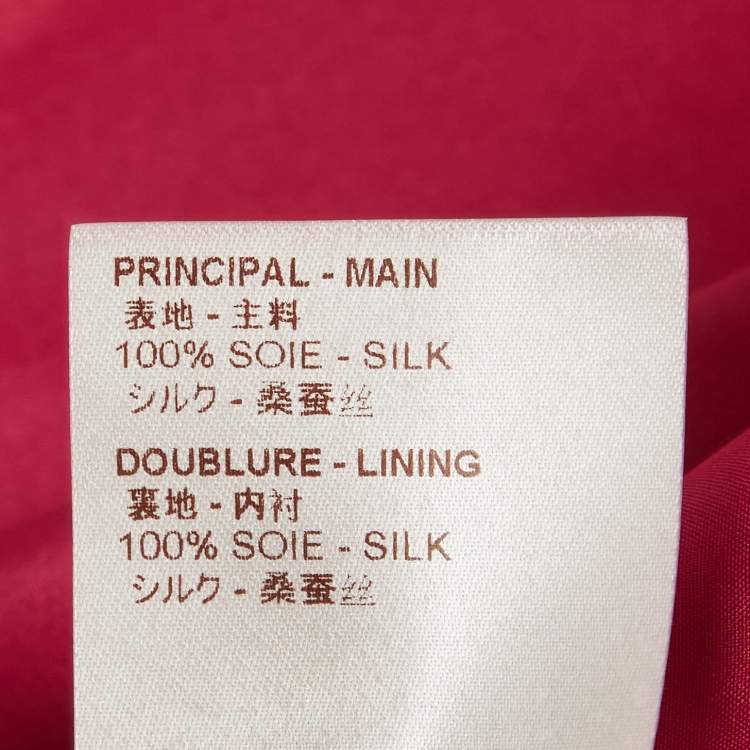 PRINCIPAL - MAIN
表地 - 主料
100% SOIE - SILK
シルク - 桑蚕丝
DOUBLURE - LINING
裏地 - 内衬
100% SOIE - SILK
シルク - 桑蚕丝